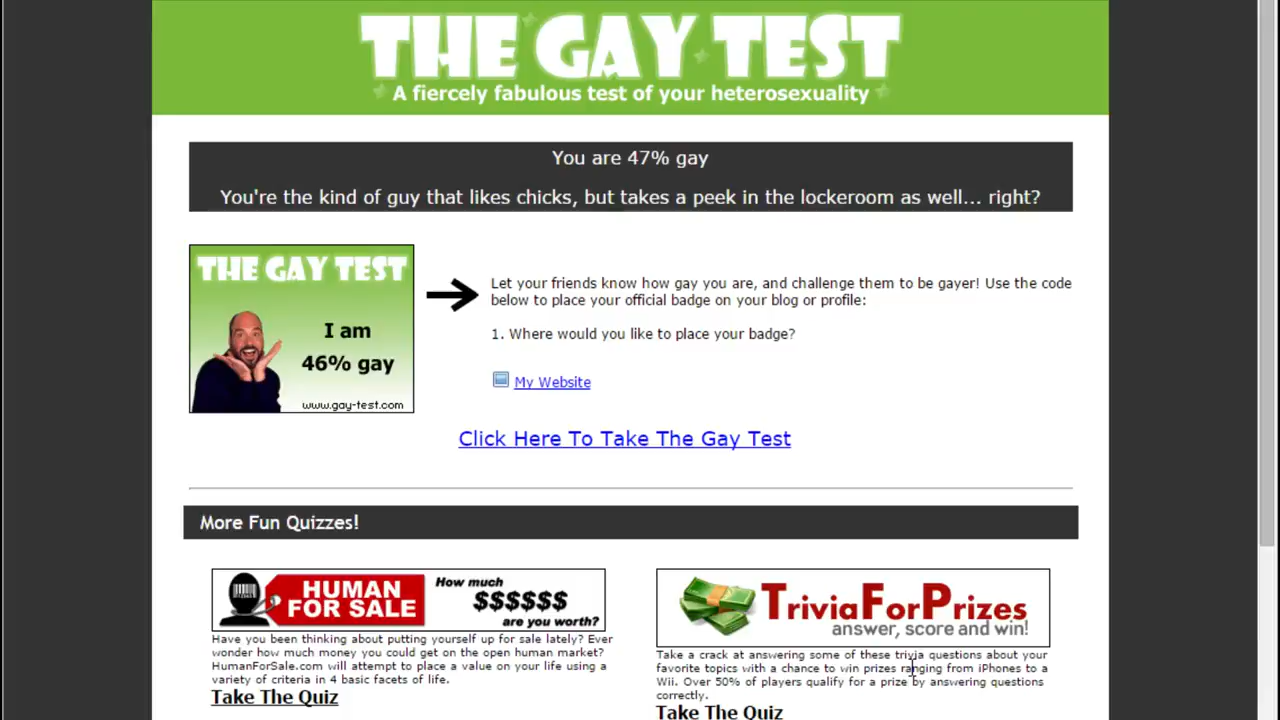 THE GAY TEST
A fiercely fabulous test of your heterosexuality
You are 47% gay
You're the kind of guy that likes chicks, but takes a peek in the lockeroom as well... right?
THE GAY TEST
I am
46% gay
www.gay-test.com
Let your friends know how gay you are, and challenge them to be gayer! Use the code
below to place your official badge on your blog or profile:
1. Where would you like to place your badge?
My Website
Click Here To Take The Gay Test
More Fun Quizzes!
HUMAN
FOR SALE
How much
$$$$$$
are you worth?
Have you been thinking about putting yourself up for sale lately? Ever
wonder how much money you could get on the open human market?
HumanForSale.com will attempt to place a value on your life using a
variety of criteria in 4 basic facets of life.
Take The Quiz
TriviaForPrizes
answer, score and win!
Take a crack at answering some of these trivia questions about your
favorite topics with a chance to win prizes ranging from iPhones to a
Wii. Over 50% of players qualify for a prize by answering questions
correctly.
Take The Quiz